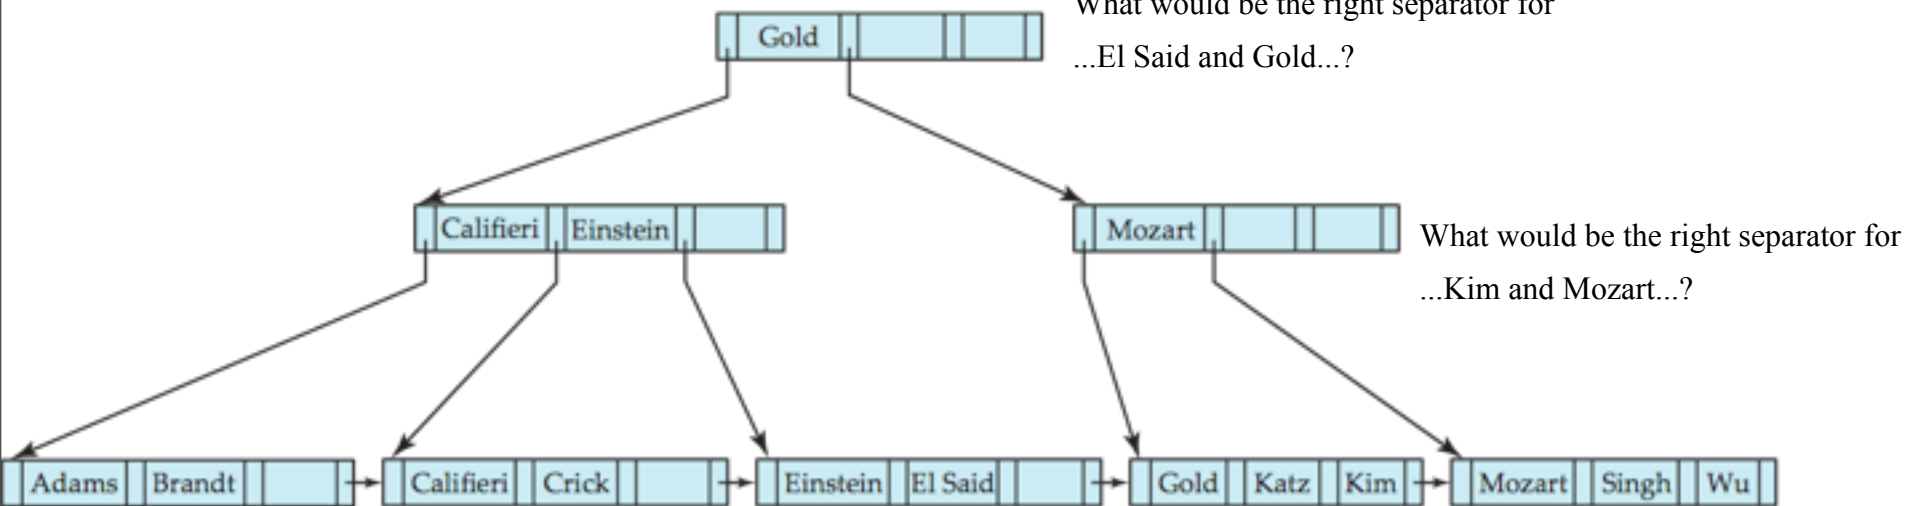 What would be the right separator for
Gold
...El Said and Gold...?
Califieri Einstein
Mozart
What would be the right separator for
...Kim and Mozart...?
Adams Brandt Califieri Crick Einstein El Said Gold Katz Kim Mozart Singh Wu